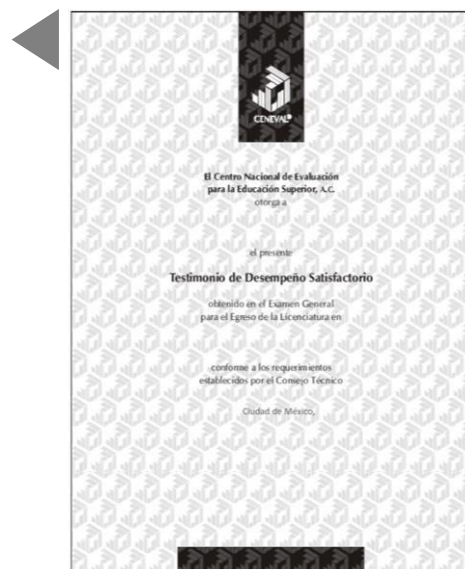 CENEVAL®
El Centro Nacional de Evaluación
para la Educación Superior, A.C.
otorga a
el presente
Testimonio de Desempeño Satisfactorio
obtenido en el Examen General
para el Egreso de la Licenciatura en
conforme a los requerimientos
establecidos por el Consejo Técnico
Ciudad de México,